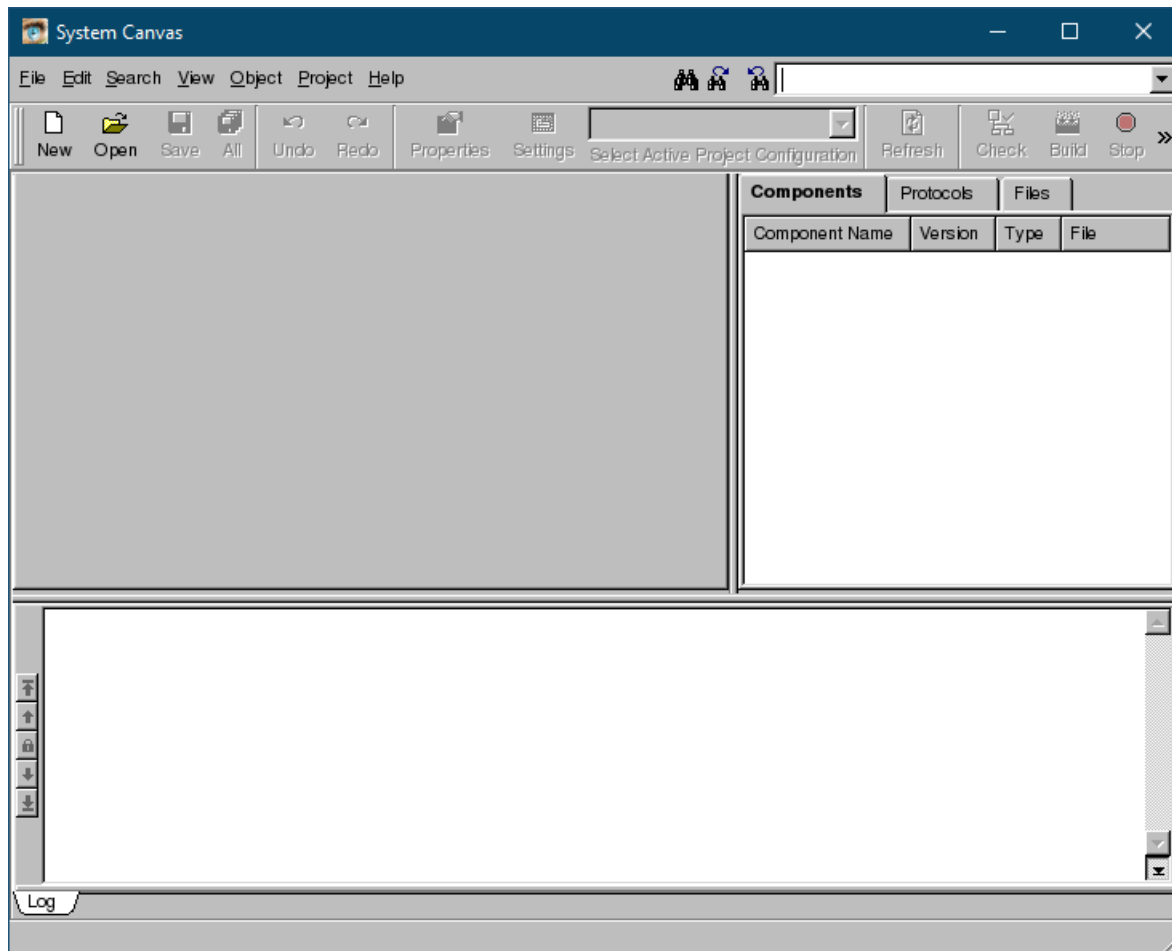 System Canvas
File Edit Search View Object Project Help
New Open Save All Undo Redo Properties Settings Select Active Project Configuration Refresh Check Build Stop »
Components Protocols Files
Component Name Version Type File
Log